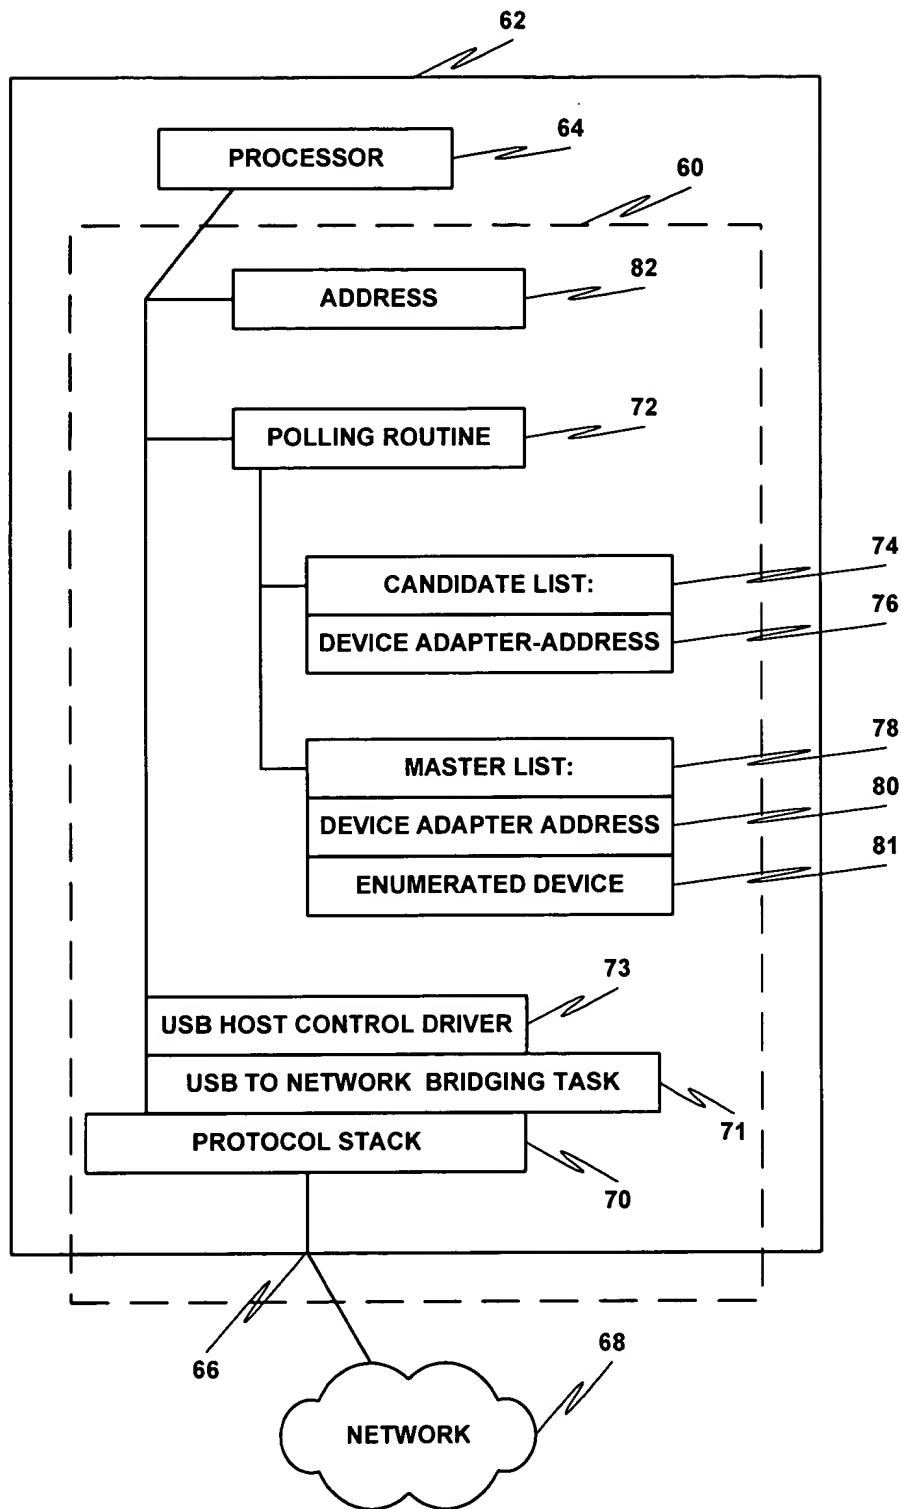 62
PROCESSOR
64
60
ADDRESS
82
POLLING ROUTINE
72
CANDIDATE LIST:
74
DEVICE ADAPTER-ADDRESS
76
MASTER LIST:
78
DEVICE ADAPTER ADDRESS
80
ENUMERATED DEVICE
81
73
USB HOST CONTROL DRIVER
USB TO NETWORK BRIDGING TASK
71
PROTOCOL STACK
70
66
68
NETWORK